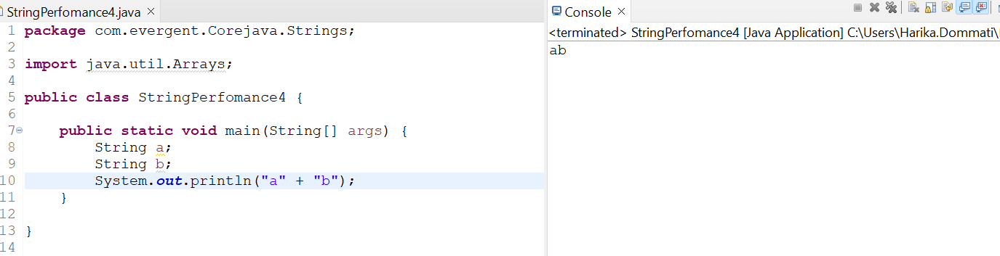 StringPerfomance4.java
1 package com.evergent.Corejava.Strings;
2
3 import java.util.Arrays;
4
5 public class StringPerfomance4 {
6
7 public static void main(String[] args) {
8 String a;
9 String b;
10 System.out.println("a" + "b");
11 }
12
13 }
14
Console
<terminated> StringPerfomance4 [Java Application] C:\Users\Harika.Dommati\
ab